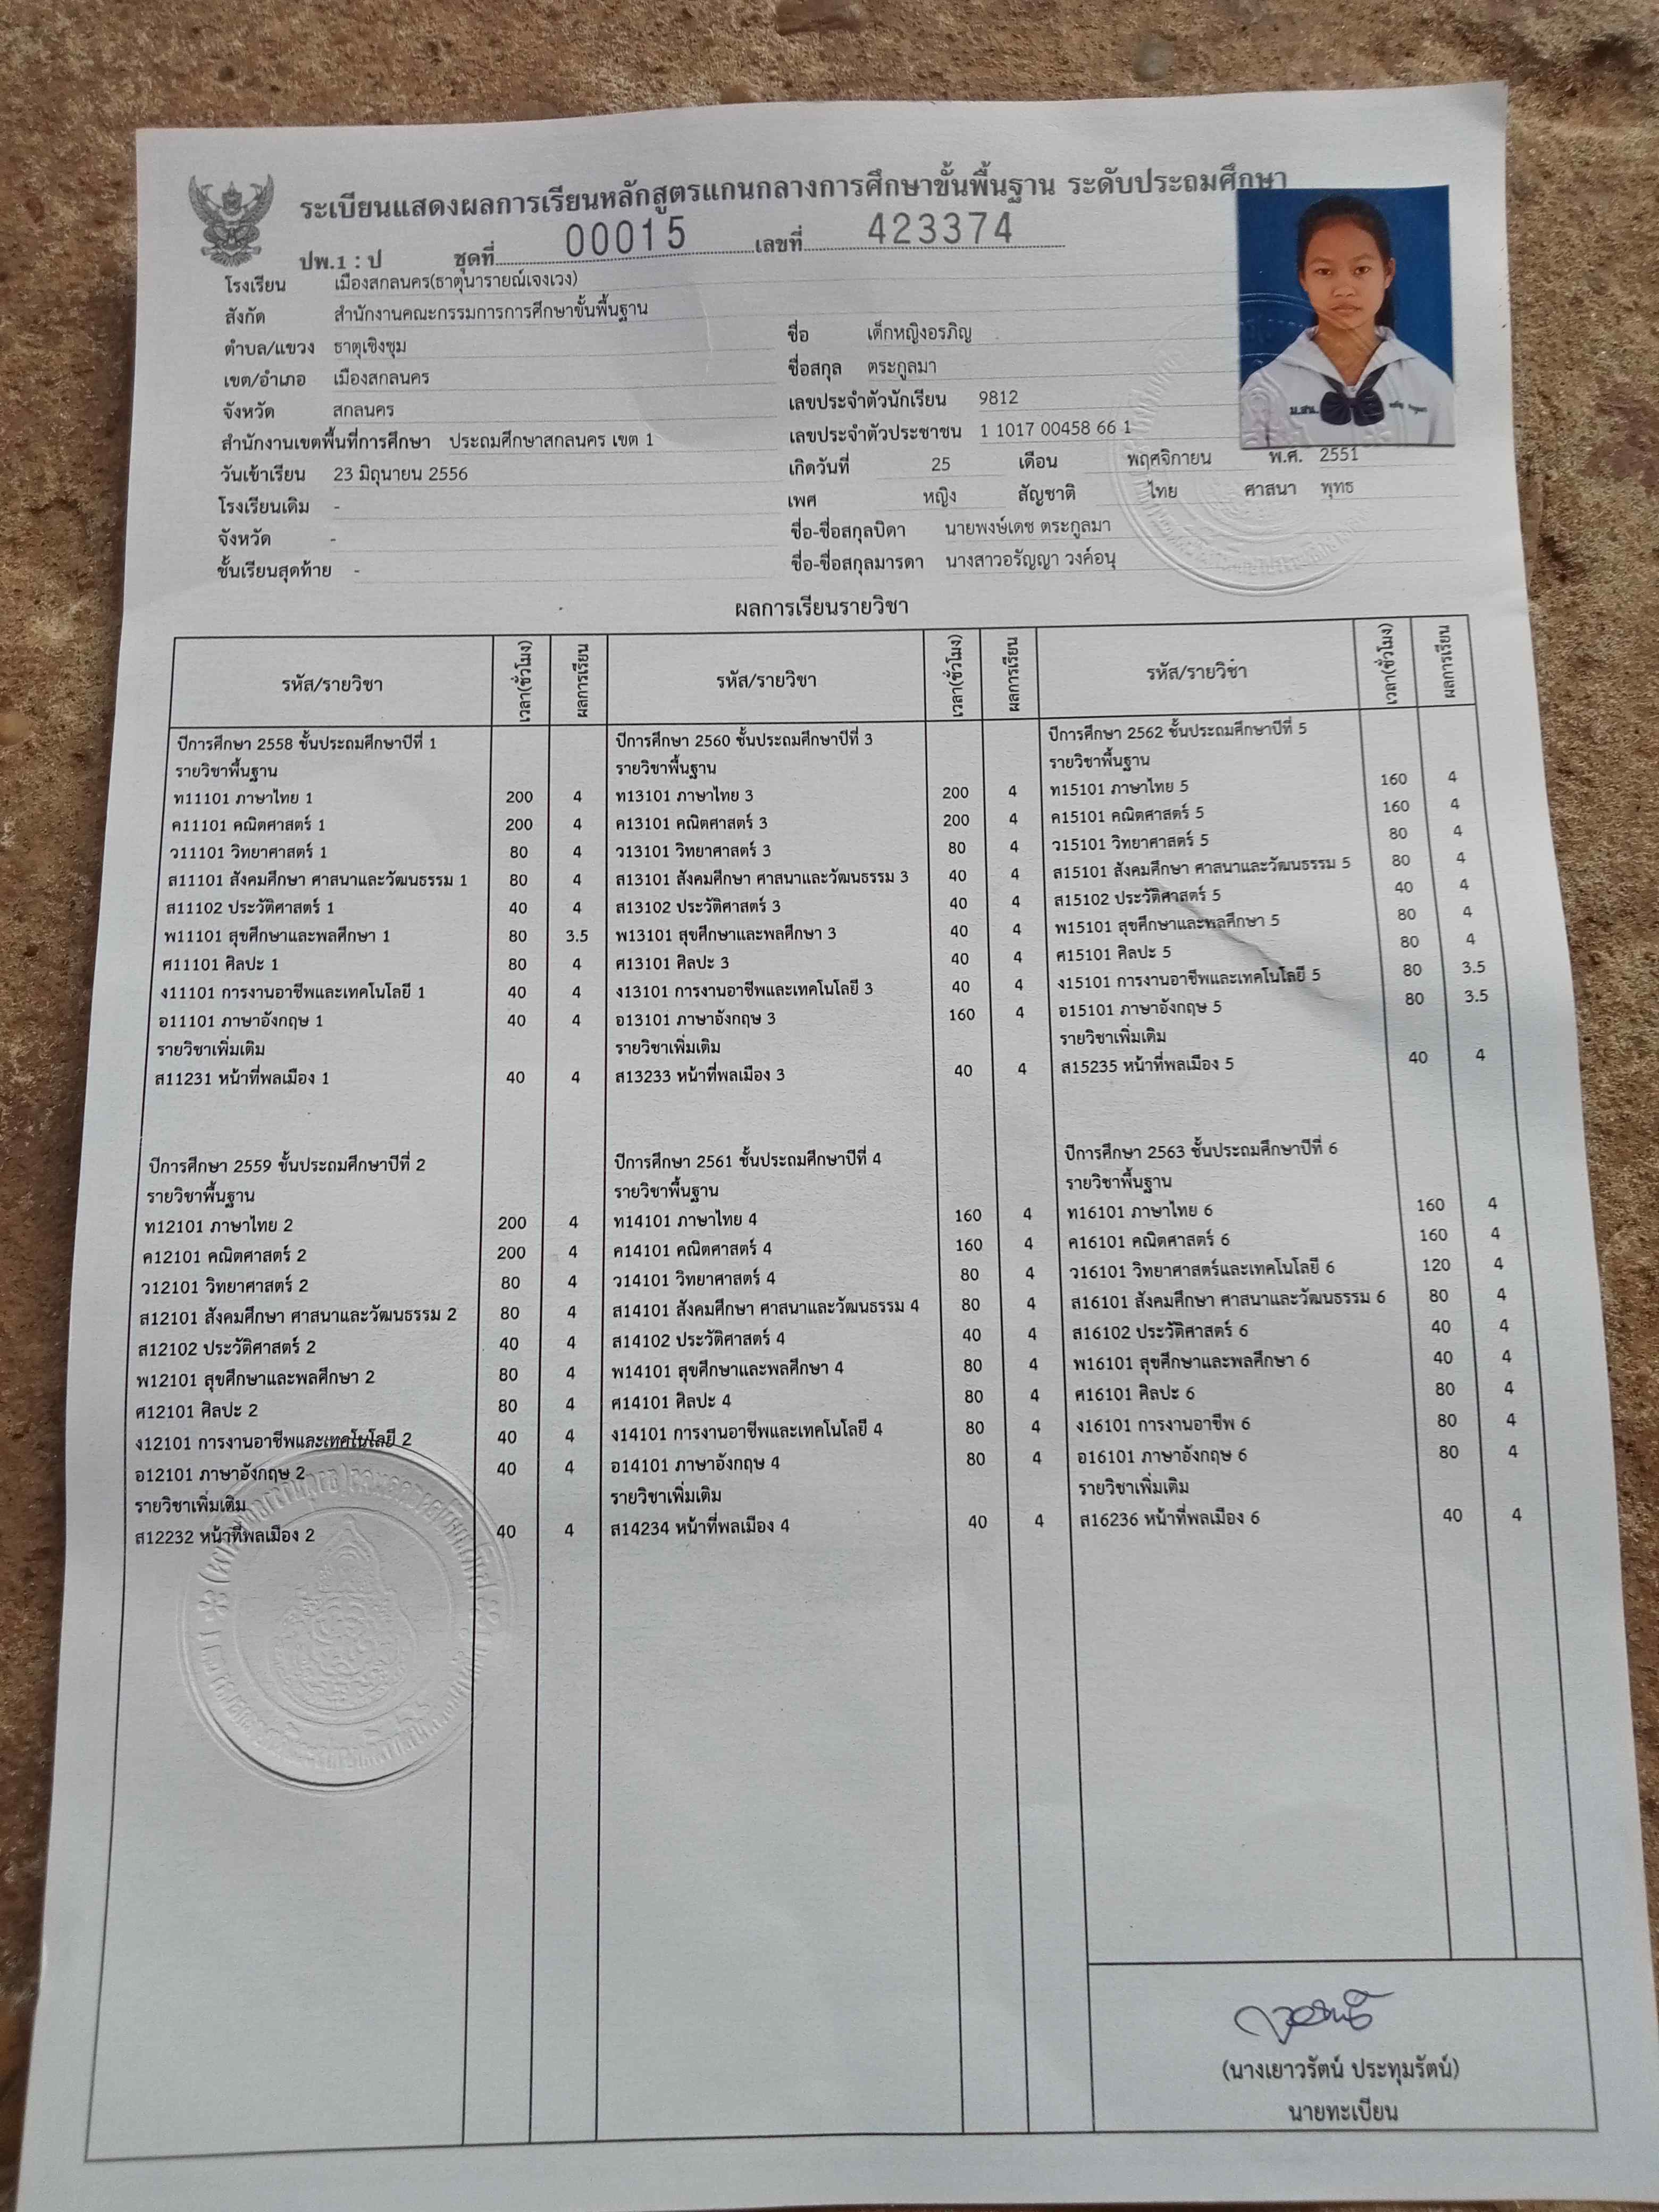 ระเบียนแสดงผลการเรียนหลักสูตรแกนกลางการศึกษาขั้นพื้นฐาน ระดับประถมศึกษา
ปพ.1 : ป ชุดที่ 00015 เลขที่ 423374
โรงเรียน เมืองสกลนคร(ธาตุนารายณ์เจงเวง)
สังกัด สำนักงานคณะกรรมการการศึกษาขั้นพื้นฐาน
ตำบล/แขวง ธาตุเชิงชุม
เขต/อำเภอ เมืองสกลนคร
จังหวัด สกลนคร
สำนักงานเขตพื้นที่การศึกษา ประถมศึกษาสกลนคร เขต 1
วันเข้าเรียน 23 มิถุนายน 2556
โรงเรียนเดิม -
จังหวัด -
ชั้นเรียนสุดท้าย -
ชื่อ เด็กหญิงอรภิญ
ชื่อสกุล ตระกูลมา
เลขประจำตัวนักเรียน 9812
เลขประจำตัวประชาชน 1 1017 00458 66 1
เกิดวันที่ 25 เดือน พฤศจิกายน พ.ศ. 2551
เพศ หญิง สัญชาติ ไทย ศาสนา พุทธ
ชื่อ-ชื่อสกุลบิดา นายพงษ์เดช ตระกูลมา
ชื่อ-ชื่อสกุลมารดา นางสาวอรัญญา วงค์อนุ
ผลการเรียนรายวิชา
รหัส/รายวิชา เวลา(ชั่วโมง) ผลการเรียน รหัส/รายวิชา เวลา(ชั่วโมง) ผลการเรียน รหัส/รายวิชา เวลา(ชั่วโมง) ผลการเรียน
ปีการศึกษา 2558 ชั้นประถมศึกษาปีที่ 1
รายวิชาพื้นฐาน
ท11101 ภาษาไทย 1 200 4
ค11101 คณิตศาสตร์ 1 200 4
ว11101 วิทยาศาสตร์ 1 80 4
ส11101 สังคมศึกษา ศาสนาและวัฒนธรรม 1 80 4
ส11102 ประวัติศาสตร์ 1 40 4
พ11101 สุขศึกษาและพลศึกษา 1 80 3.5
ศ11101 ศิลปะ 1 80 4
ง11101 การงานอาชีพและเทคโนโลยี 1 40 4
อ11101 ภาษาอังกฤษ 1 40 4
รายวิชาเพิ่มเติม
ส11231 หน้าที่พลเมือง 1 40 4
ปีการศึกษา 2559 ชั้นประถมศึกษาปีที่ 2
รายวิชาพื้นฐาน
ท12101 ภาษาไทย 2 200 4
ค12101 คณิตศาสตร์ 2 200 4
ว12101 วิทยาศาสตร์ 2 80 4
ส12101 สังคมศึกษา ศาสนาและวัฒนธรรม 2 80 4
ส12102 ประวัติศาสตร์ 2 40 4
พ12101 สุขศึกษาและพลศึกษา 2 80 4
ศ12101 ศิลปะ 2 80 4
ง12101 การงานอาชีพและเทคโนโลยี 2 40 4
อ12101 ภาษาอังกฤษ 2 40 4
รายวิชาเพิ่มเติม
ส12232 หน้าที่พลเมือง 2 40 4
ปีการศึกษา 2560 ชั้นประถมศึกษาปีที่ 3
รายวิชาพื้นฐาน
ท13101 ภาษาไทย 3 200 4
ค13101 คณิตศาสตร์ 3 200 4
ว13101 วิทยาศาสตร์ 3 80 4
ส13101 สังคมศึกษา ศาสนาและวัฒนธรรม 3 40 4
ส13102 ประวัติศาสตร์ 3 40 4
พ13101 สุขศึกษาและพลศึกษา 3 40 4
ศ13101 ศิลปะ 3 40 4
ง13101 การงานอาชีพและเทคโนโลยี 3 40 4
อ13101 ภาษาอังกฤษ 3 160 4
รายวิชาเพิ่มเติม
ส13233 หน้าที่พลเมือง 3 40 4
ปีการศึกษา 2561 ชั้นประถมศึกษาปีที่ 4
รายวิชาพื้นฐาน
ท14101 ภาษาไทย 4 160 4
ค14101 คณิตศาสตร์ 4 160 4
ว14101 วิทยาศาสตร์ 4 80 4
ส14101 สังคมศึกษา ศาสนาและวัฒนธรรม 4 80 4
ส14102 ประวัติศาสตร์ 4 40 4
พ14101 สุขศึกษาและพลศึกษา 4 80 4
ศ14101 ศิลปะ 4 80 4
ง14101 การงานอาชีพและเทคโนโลยี 4 80 4
อ14101 ภาษาอังกฤษ 4 80 4
รายวิชาเพิ่มเติม
ส14234 หน้าที่พลเมือง 4 40 4
ปีการศึกษา 2562 ชั้นประถมศึกษาปีที่ 5
รายวิชาพื้นฐาน
ท15101 ภาษาไทย 5 160 4
ค15101 คณิตศาสตร์ 5 160 4
ว15101 วิทยาศาสตร์ 5 80 4
ส15101 สังคมศึกษา ศาสนาและวัฒนธรรม 5 80 4
ส15102 ประวัติศาสตร์ 5 40 4
พ15101 สุขศึกษาและพลศึกษา 5 80 4
ศ15101 ศิลปะ 5 80 4
ง15101 การงานอาชีพและเทคโนโลยี 5 80 3.5
อ15101 ภาษาอังกฤษ 5 80 3.5
รายวิชาเพิ่มเติม
ส15235 หน้าที่พลเมือง 5 40 4
ปีการศึกษา 2563 ชั้นประถมศึกษาปีที่ 6
รายวิชาพื้นฐาน
ท16101 ภาษาไทย 6 160 4
ค16101 คณิตศาสตร์ 6 160 4
ว16101 วิทยาศาสตร์และเทคโนโลยี 6 120 4
ส16101 สังคมศึกษา ศาสนาและวัฒนธรรม 6 80 4
ส16102 ประวัติศาสตร์ 6 40 4
พ16101 สุขศึกษาและพลศึกษา 6 40 4
ศ16101 ศิลปะ 6 80 4
ง16101 การงานอาชีพ 6 80 4
อ16101 ภาษาอังกฤษ 6 80 4
รายวิชาเพิ่มเติม
ส16236 หน้าที่พลเมือง 6 40 4
(นางเยาวรัตน์ ประทุมรัตน์)
นายทะเบียน